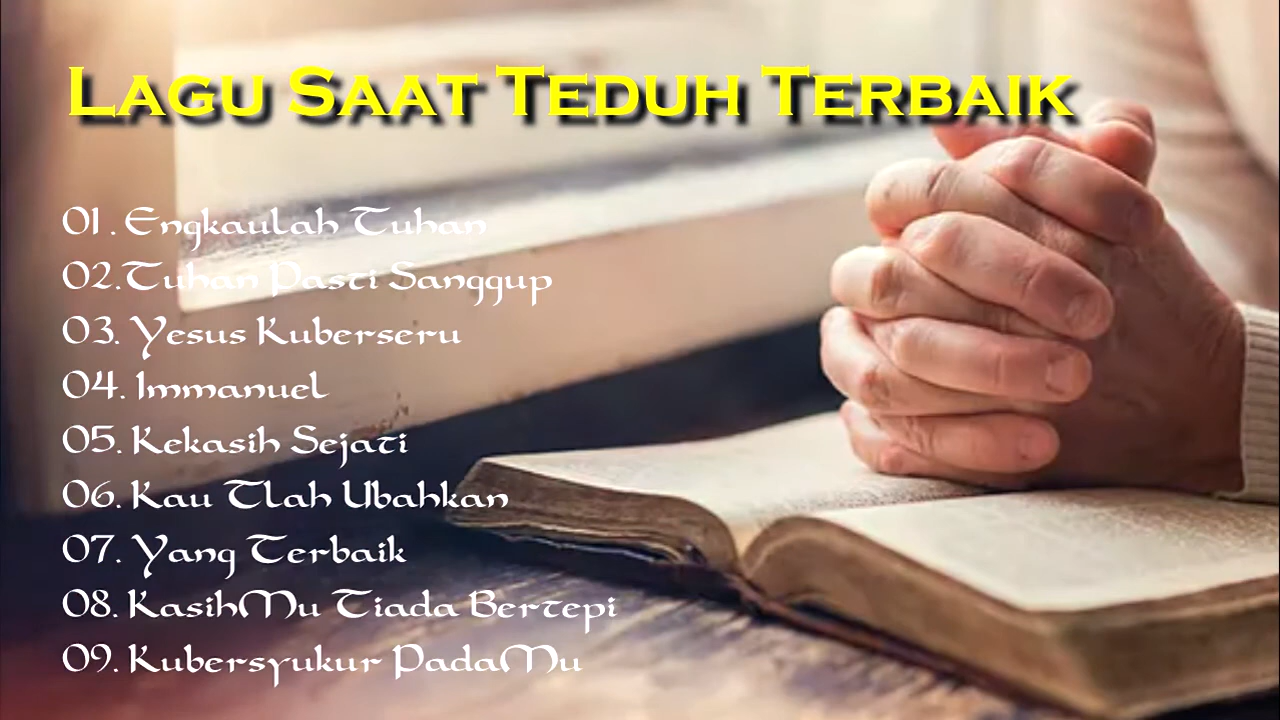 Lagu Saat Teduh Terbaik
01. Engkaulah Tuhan
02.Tuhan Pasti Sanggup
03. Yesus Kuberseru
04. Immanuel
05. Kekasih Sejati
06. Kau Tlah Ubahkan
07. Yang Terbaik
08. KasihMu Tiada Bertepi
09. Kubersyukur PadaMu